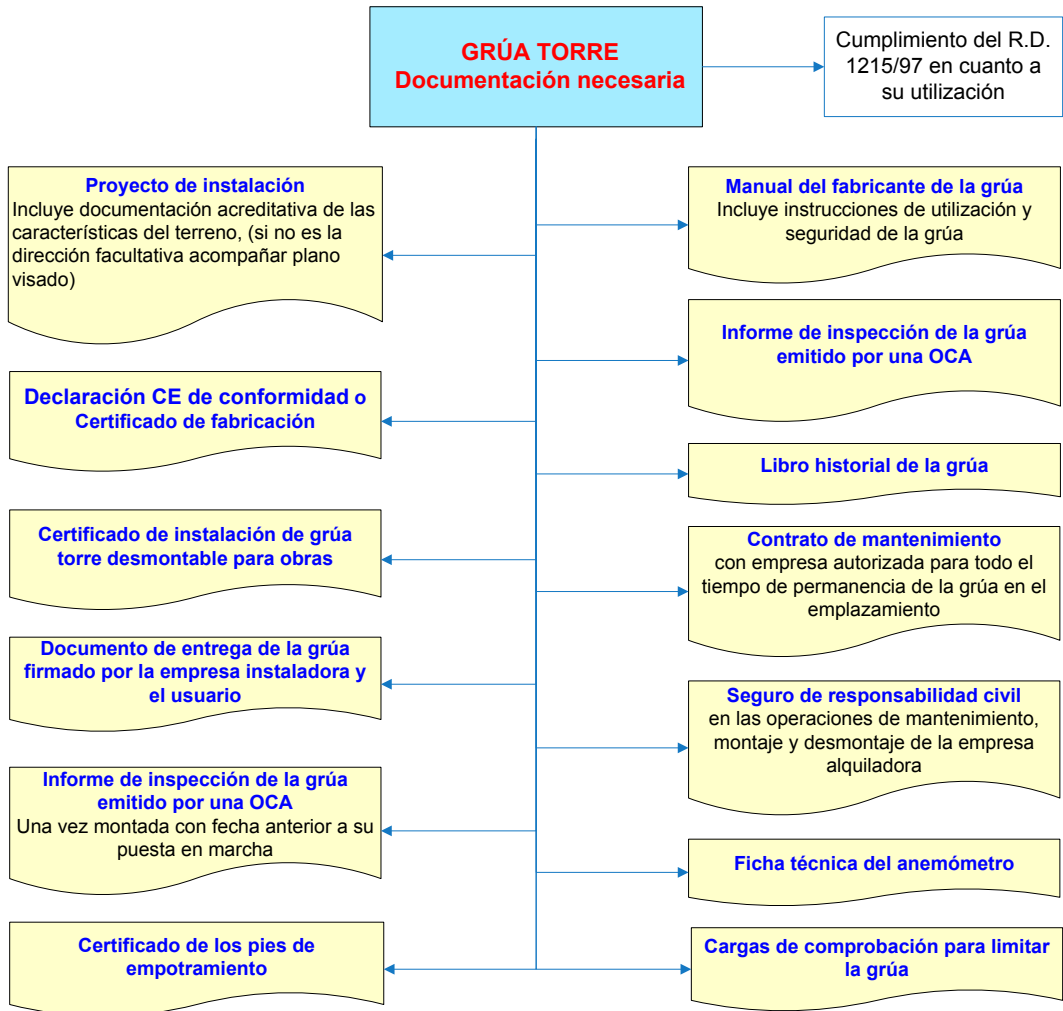 GRÚA TORRE
Documentación necesaria
Cumplimiento del R.D.
1215/97 en cuanto a
su utilización
Proyecto de instalación
Incluye documentación acreditativa de las
características del terreno, (si no es la
dirección facultativa acompañar plano
visado)
Declaración CE de conformidad o
Certificado de fabricación
Certificado de instalación de grúa
torre desmontable para obras
Documento de entrega de la grúa
firmado por la empresa instaladora y
el usuario
Informe de inspección de la grúa
emitido por una OCA
Una vez montada con fecha anterior a su
puesta en marcha
Certificado de los pies de
empotramiento
Manual del fabricante de la grúa
Incluye instrucciones de utilización y
seguridad de la grúa
Informe de inspección de la grúa
emitido por una OCA
Libro historial de la grúa
Contrato de mantenimiento
con empresa autorizada para todo el
tiempo de permanencia de la grúa en el
emplazamiento
Seguro de responsabilidad civil
en las operaciones de mantenimiento,
montaje y desmontaje de la empresa
alquiladora
Ficha técnica del anemómetro
Cargas de comprobación para limitar
la grúa